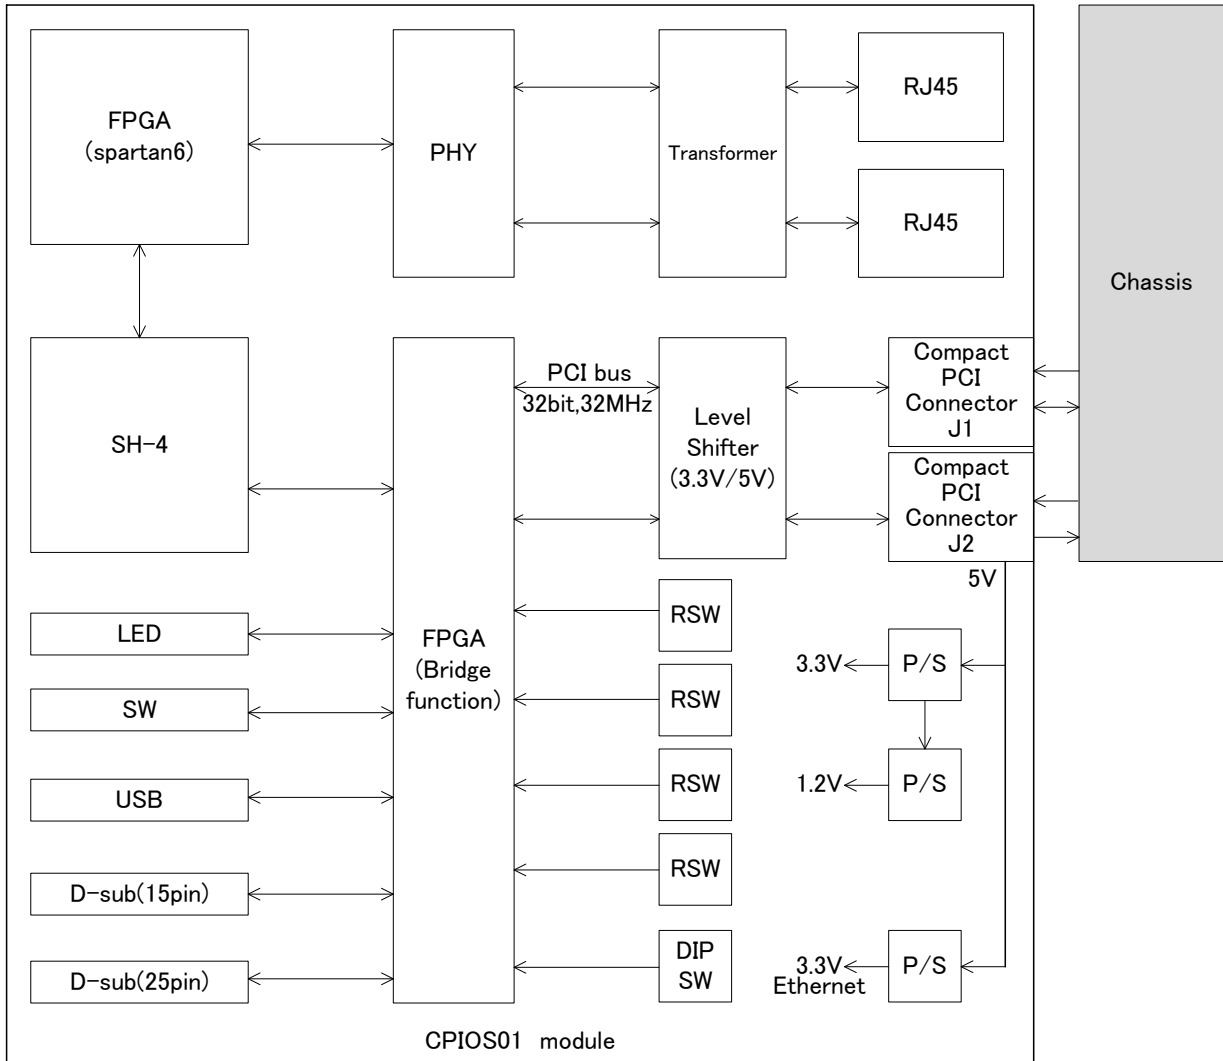 FPGA
(spartan6)
PHY
Transformer
RJ45
RJ45
Chassis
SH-4
PCI bus
32bit,32MHz
Level
Shifter
(3.3V/5V)
Compact
PCI
Connector
J1
Compact
PCI
Connector
J2
5V
LED
SW
USB
D-sub(15pin)
D-sub(25pin)
FPGA
(Bridge
function)
RSW
RSW
RSW
RSW
DIP
SW
3.3V
P/S
1.2V
P/S
3.3V
Ethernet
P/S
CPIOS01 module